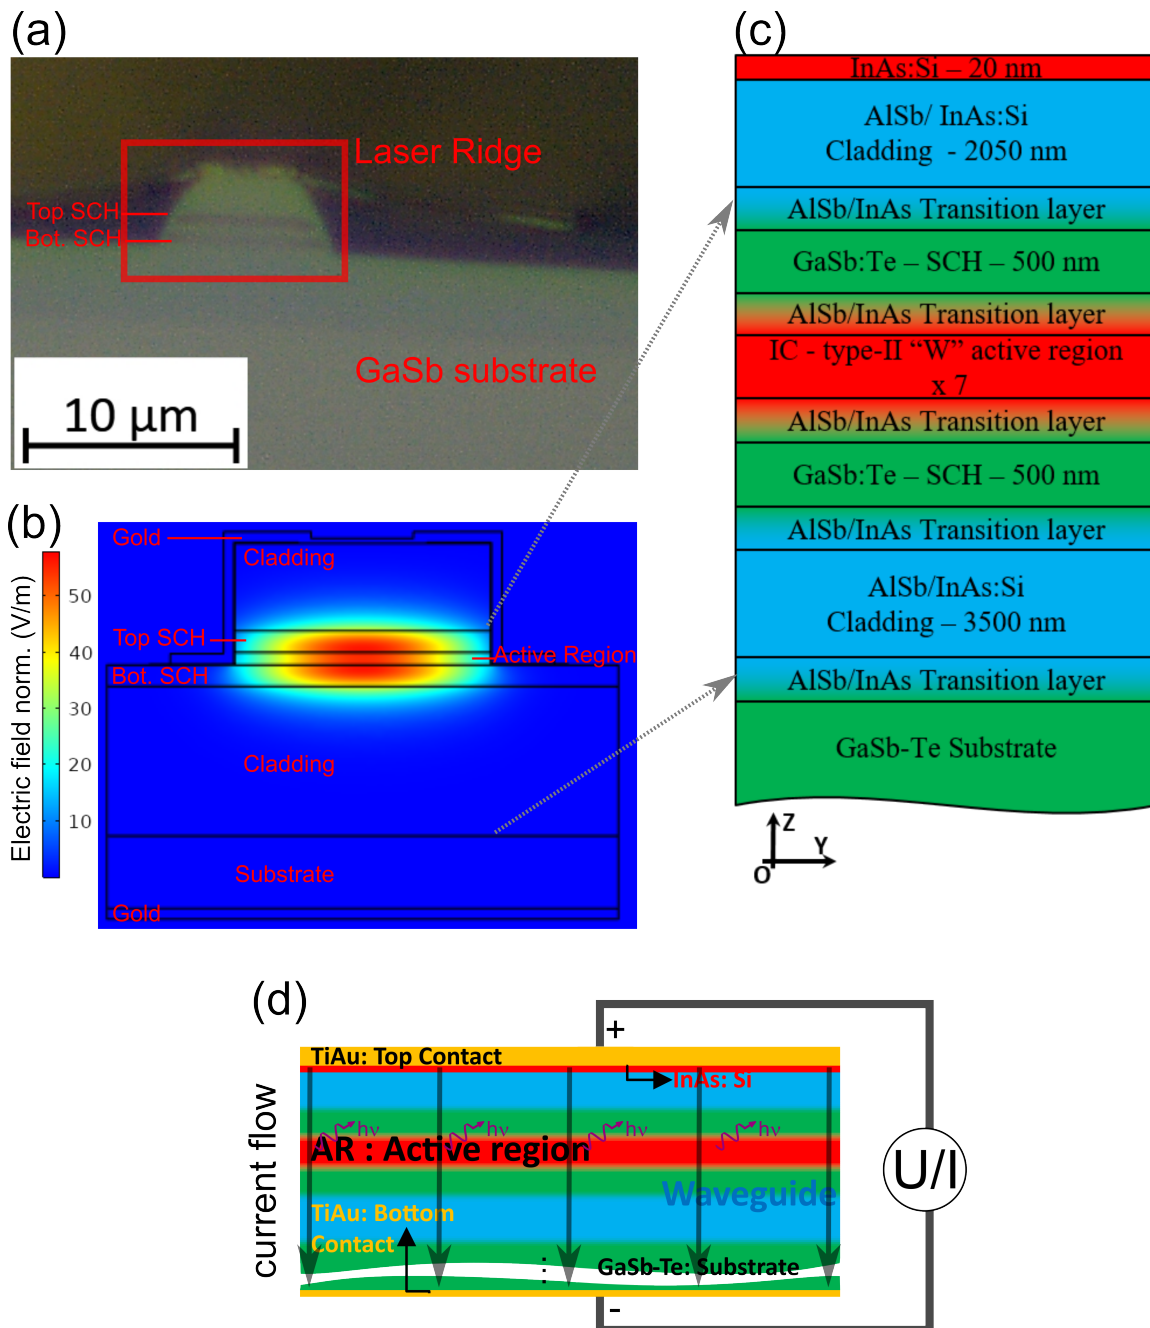 (a)
Laser Ridge
Top SCH
Bot. SCH
GaSb substrate
10 μm
(b)
Electric field norm. (V/m)
50
40
30
20
10
Gold
Cladding
Top SCH
Active Region
Bot. SCH
Cladding
Substrate
Gold
(c)
InAs:Si – 20 nm
AlSb/ InAs:Si
Cladding - 2050 nm
AlSb/InAs Transition layer
GaSb:Te – SCH – 500 nm
AlSb/InAs Transition layer
IC - type-II “W” active region
x 7
AlSb/InAs Transition layer
GaSb:Te – SCH – 500 nm
AlSb/InAs Transition layer
AlSb/InAs:Si
Cladding – 3500 nm
AlSb/InAs Transition layer
GaSb-Te Substrate
Z
Y
O
(d)
current flow
+
TiAu: Top Contact
InAs: Si
hν hν hν hν
AR : Active region
Waveguide
TiAu: Bottom
Contact
GaSb-Te: Substrate
-
U/I